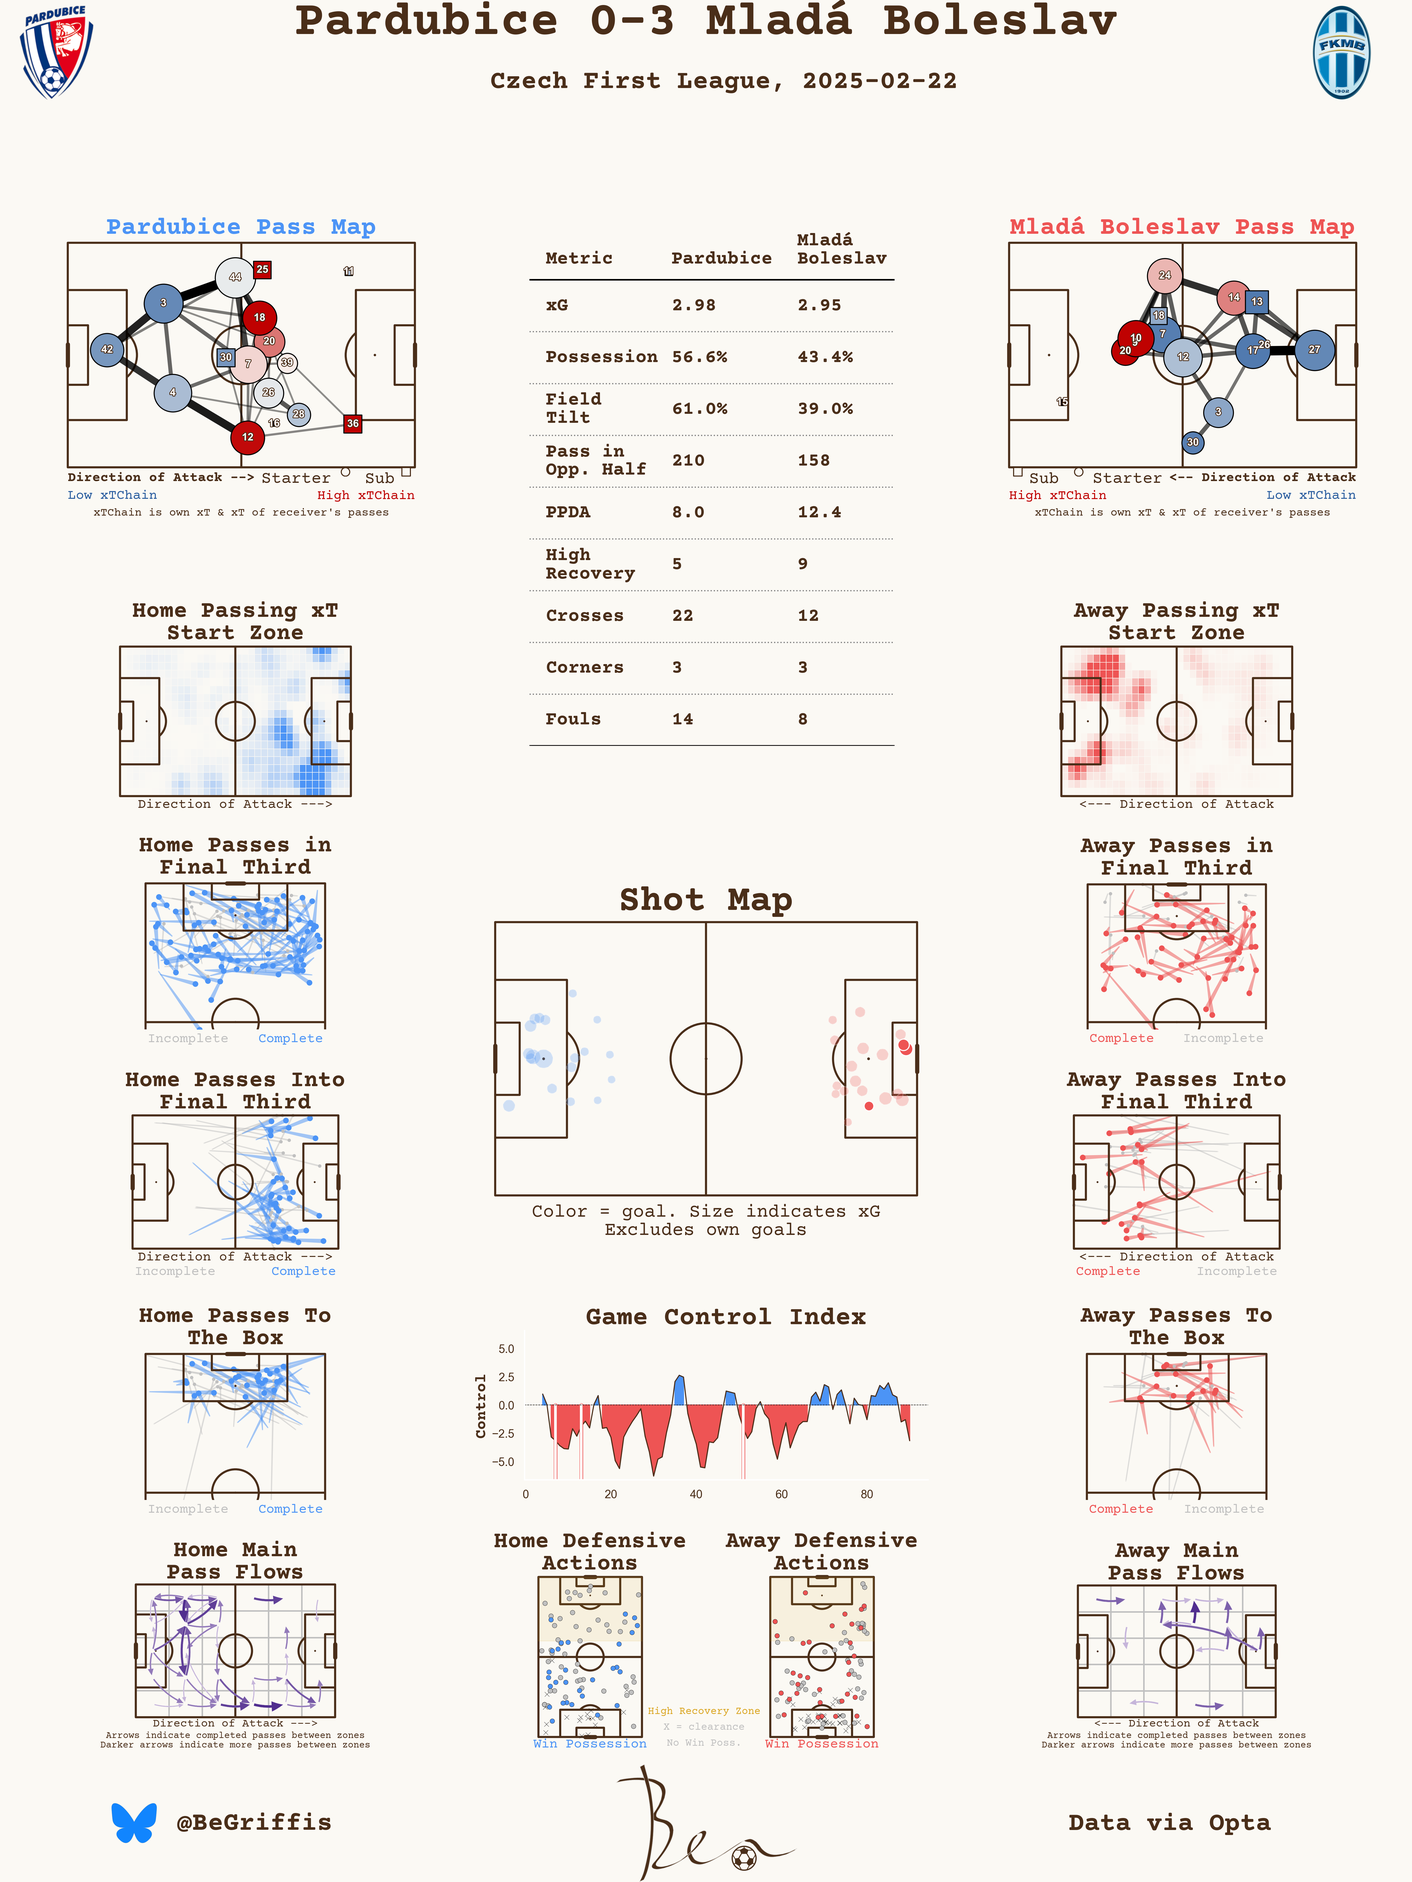 Pardubice 0-3 Mladá Boleslav
Czech First League, 2025-02-22
PARDUBICE
FKMB
1902
Pardubice Pass Map
44
25
11
3
18
20
42
30
7
39
4
26
28
16
12
36
Direction of Attack -->
Starter
Sub
Low xTChain
High xTChain
xTChain is own xT & xT of receiver's passes
Metric Pardubice Mladá Boleslav
xG 2.98 2.95
Possession 56.6% 43.4%
Field Tilt 61.0% 39.0%
Pass in Opp. Half 210 158
PPDA 8.0 12.4
High Recovery 5 9
Crosses 22 12
Corners 3 3
Fouls 14 8
Mladá Boleslav Pass Map
24
14
13
18
7
10
9
20
12
17
26
27
15
3
30
Sub
Starter
<-- Direction of Attack
High xTChain
Low xTChain
xTChain is own xT & xT of receiver's passes
Home Passing xT
Start Zone
Direction of Attack --->
Away Passing xT
Start Zone
<--- Direction of Attack
Home Passes in
Final Third
Incomplete
Complete
Away Passes in
Final Third
Complete
Incomplete
Shot Map
Color = goal. Size indicates xG
Excludes own goals
Home Passes Into
Final Third
Direction of Attack --->
Incomplete
Complete
Away Passes Into
Final Third
<--- Direction of Attack
Complete
Incomplete
Home Passes To
The Box
Incomplete
Complete
Game Control Index
Control
5.0
2.5
0.0
−2.5
−5.0
0 20 40 60 80
Away Passes To
The Box
Complete
Incomplete
Home Main
Pass Flows
Direction of Attack --->
Arrows indicate completed passes between zones
Darker arrows indicate more passes between zones
Home Defensive
Actions
Win Possession
Away Defensive
Actions
Win Possession
High Recovery Zone
X = clearance
No Win Poss.
Away Main
Pass Flows
<--- Direction of Attack
Arrows indicate completed passes between zones
Darker arrows indicate more passes between zones
@BeGriffis
Ben
Data via Opta